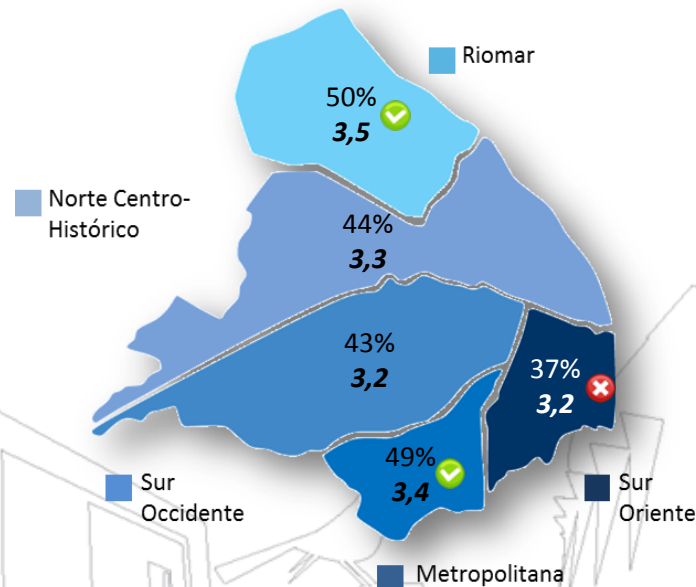 Riomar
50%
3,5
Norte Centro-
Histórico
44%
3,3
43%
3,2
37%
3,2
49%
3,4
Sur
Occidente
Sur
Oriente
Metropolitana